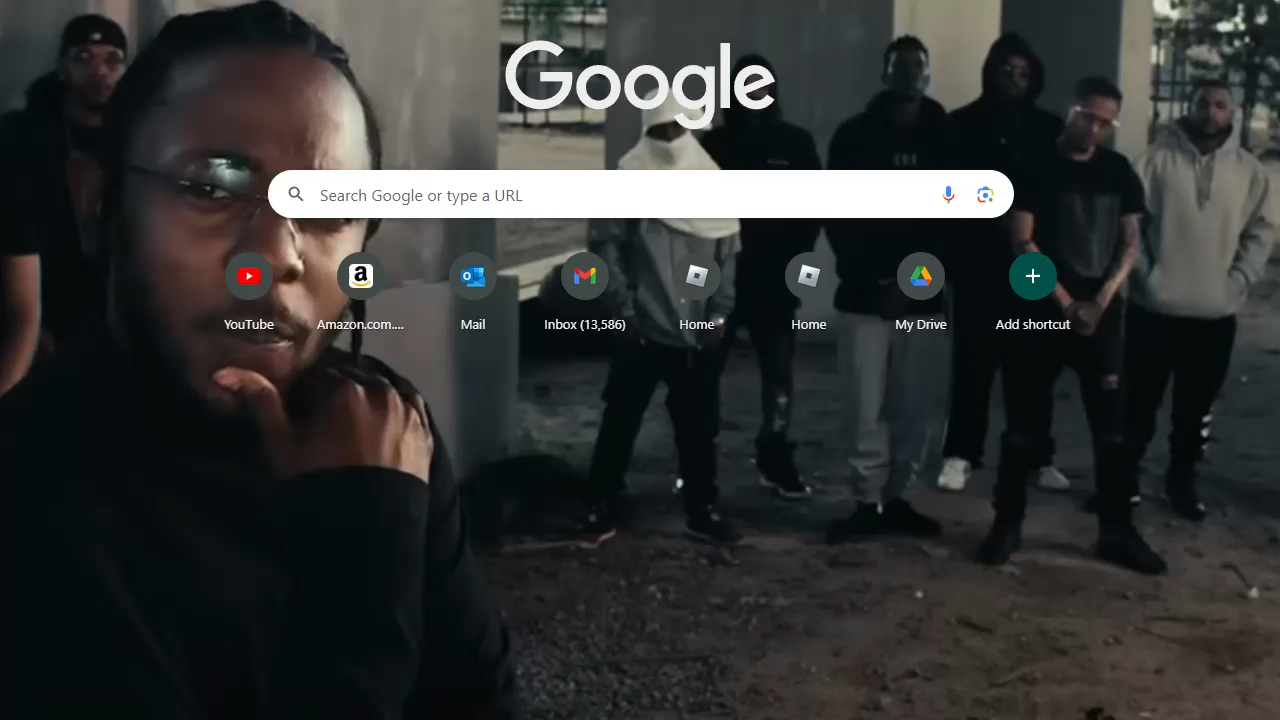 Google
Search Google or type a URL
YouTube
Amazon.com....
Mail
Inbox (13,586)
Home
Home
My Drive
Add shortcut